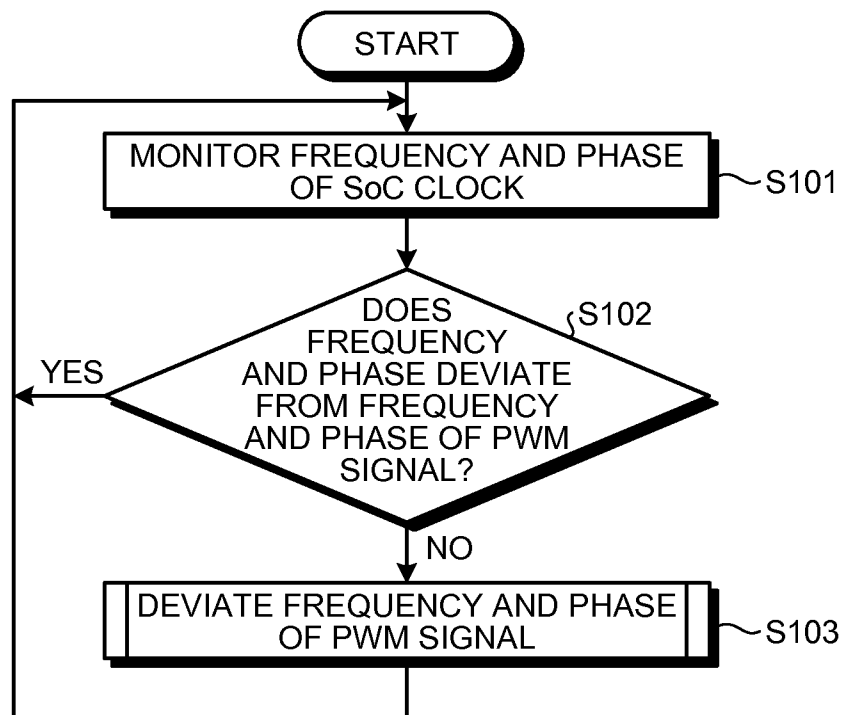 START
MONITOR FREQUENCY AND PHASE
OF SoC CLOCK
S101
DOES
FREQUENCY
AND PHASE DEVIATE
FROM FREQUENCY
AND PHASE OF PWM
SIGNAL?
S102
YES
NO
DEVIATE FREQUENCY AND PHASE
OF PWM SIGNAL
S103